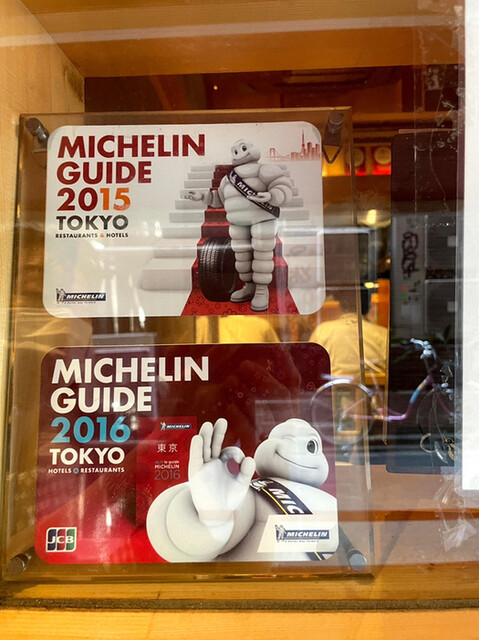 MICHELIN
GUIDE
2015
TOKYO
RESTAURANTS & HOTELS
MICHELIN
MICHELIN
GUIDE
2016
TOKYO
HOTELS & RESTAURANTS
東京
MICHELIN
2016
JCB
MICHELIN